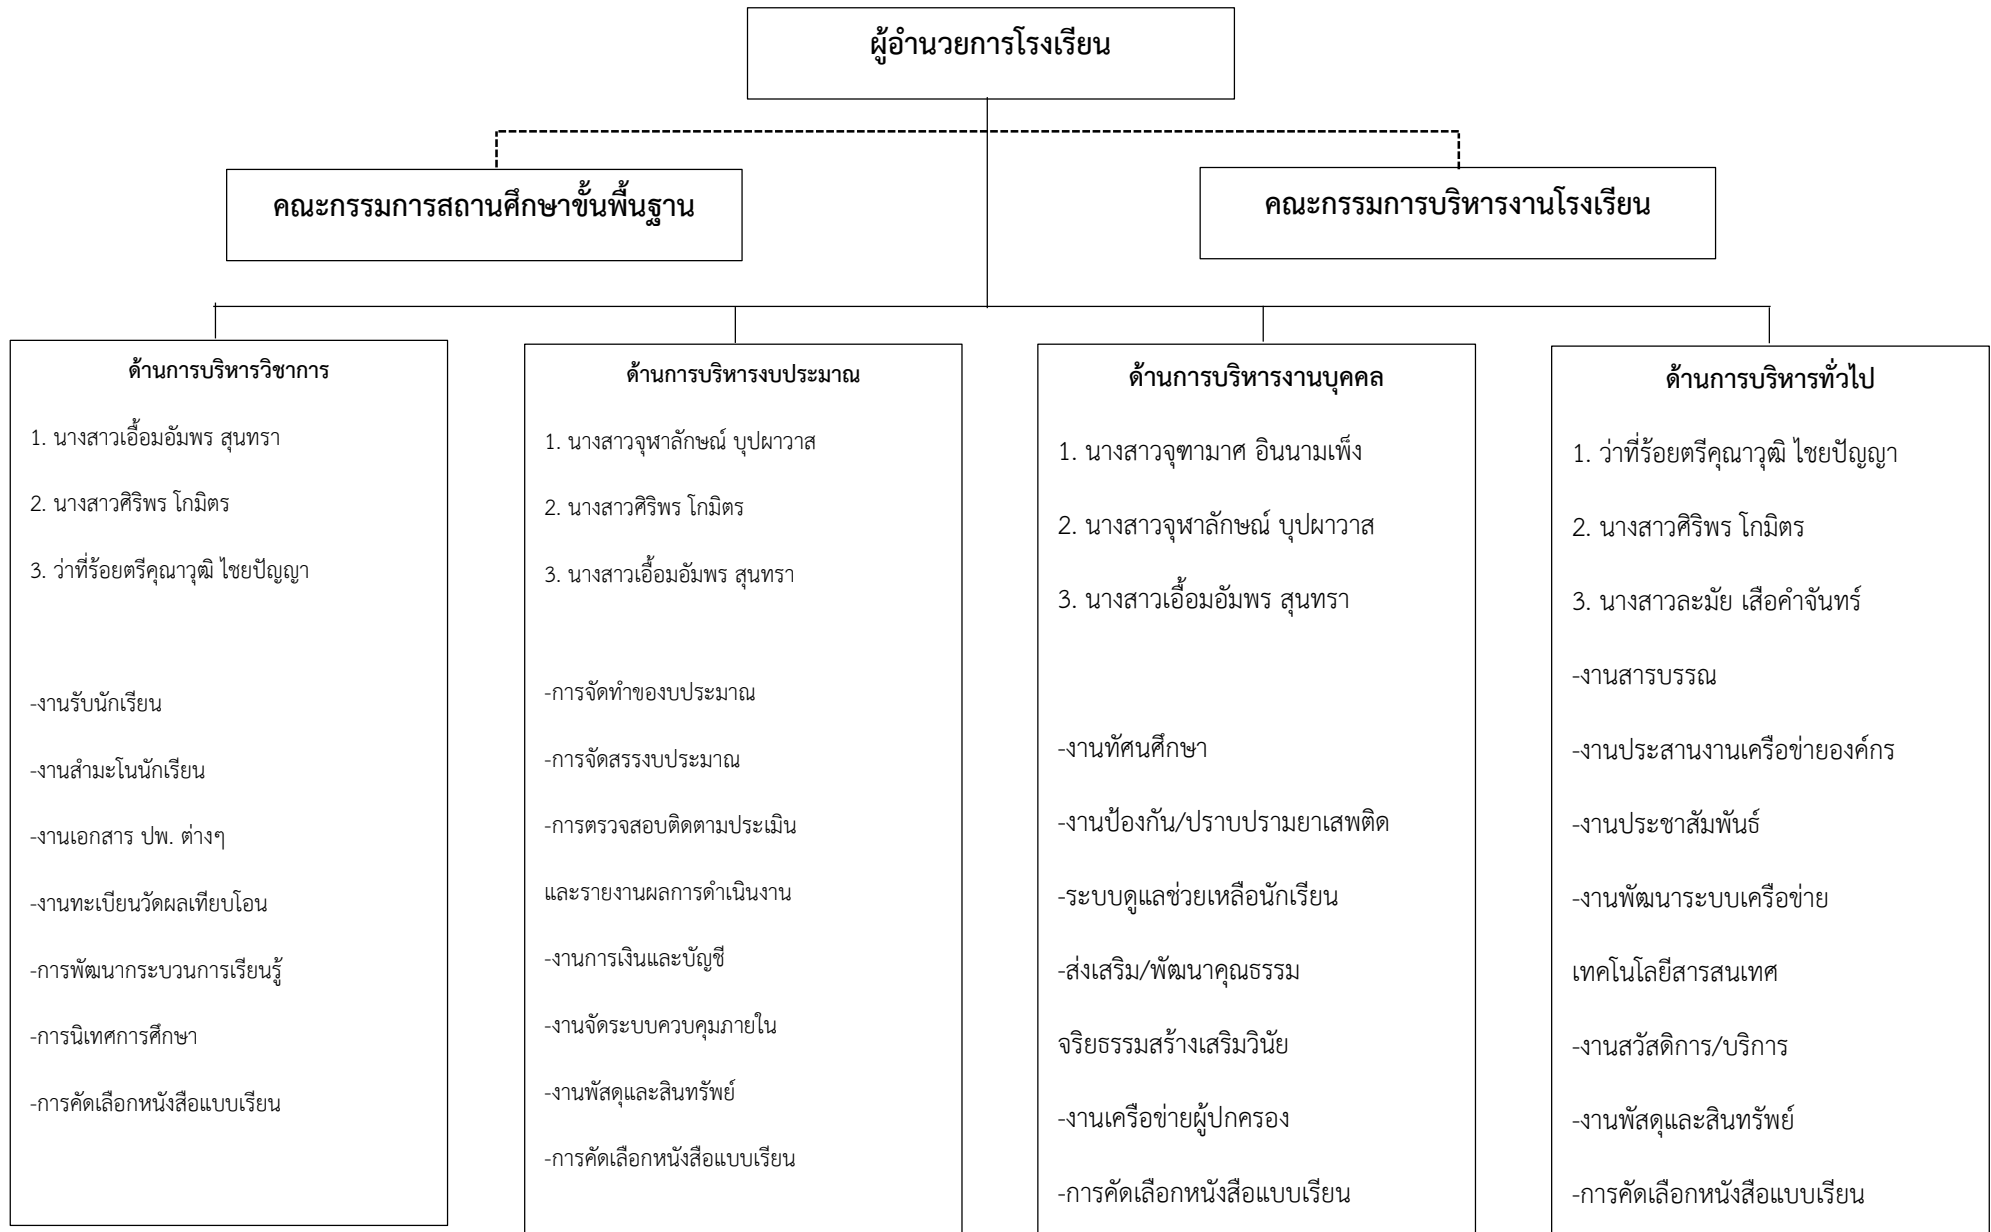 ผู้อำนวยการโรงเรียน
คณะกรรมการสถานศึกษาขั้นพื้นฐาน
คณะกรรมการบริหารงานโรงเรียน
ด้านการบริหารวิชาการ
1. นางสาวเอื้อมอัมพร สุนทรา
2. นางสาวศิริพร โกมิตร
3. ว่าที่ร้อยตรีคุณาวุฒิ ไชยปัญญา
-งานรับนักเรียน
-งานสำมะโนนักเรียน
-งานเอกสาร ปพ. ต่างๆ
-งานทะเบียนวัดผลเทียบโอน
-การพัฒนากระบวนการเรียนรู้
-การนิเทศการศึกษา
-การคัดเลือกหนังสือแบบเรียน
ด้านการบริหารงบประมาณ
1. นางสาวจุฬาลักษณ์ บุปผาวาส
2. นางสาวศิริพร โกมิตร
3. นางสาวเอื้อมอัมพร สุนทรา
-การจัดทำของบประมาณ
-การจัดสรรงบประมาณ
-การตรวจสอบติดตามประเมิน
และรายงานผลการดำเนินงาน
-งานการเงินและบัญชี
-งานจัดระบบควบคุมภายใน
-งานพัสดุและสินทรัพย์
-การคัดเลือกหนังสือแบบเรียน
ด้านการบริหารงานบุคคล
1. นางสาวจุฑามาศ อินนามเพ็ง
2. นางสาวจุฬาลักษณ์ บุปผาวาส
3. นางสาวเอื้อมอัมพร สุนทรา
-งานทัศนศึกษา
-งานป้องกัน/ปราบปรามยาเสพติด
-ระบบดูแลช่วยเหลือนักเรียน
-ส่งเสริม/พัฒนาคุณธรรม
จริยธรรมสร้างเสริมวินัย
-งานเครือข่ายผู้ปกครอง
-การคัดเลือกหนังสือแบบเรียน
ด้านการบริหารทั่วไป
1. ว่าที่ร้อยตรีคุณาวุฒิ ไชยปัญญา
2. นางสาวศิริพร โกมิตร
3. นางสาวละมัย เสือคำจันทร์
-งานสารบรรณ
-งานประสานงานเครือข่ายองค์กร
-งานประชาสัมพันธ์
-งานพัฒนาระบบเครือข่าย
เทคโนโลยีสารสนเทศ
-งานสวัสดิการ/บริการ
-งานพัสดุและสินทรัพย์
-การคัดเลือกหนังสือแบบเรียน